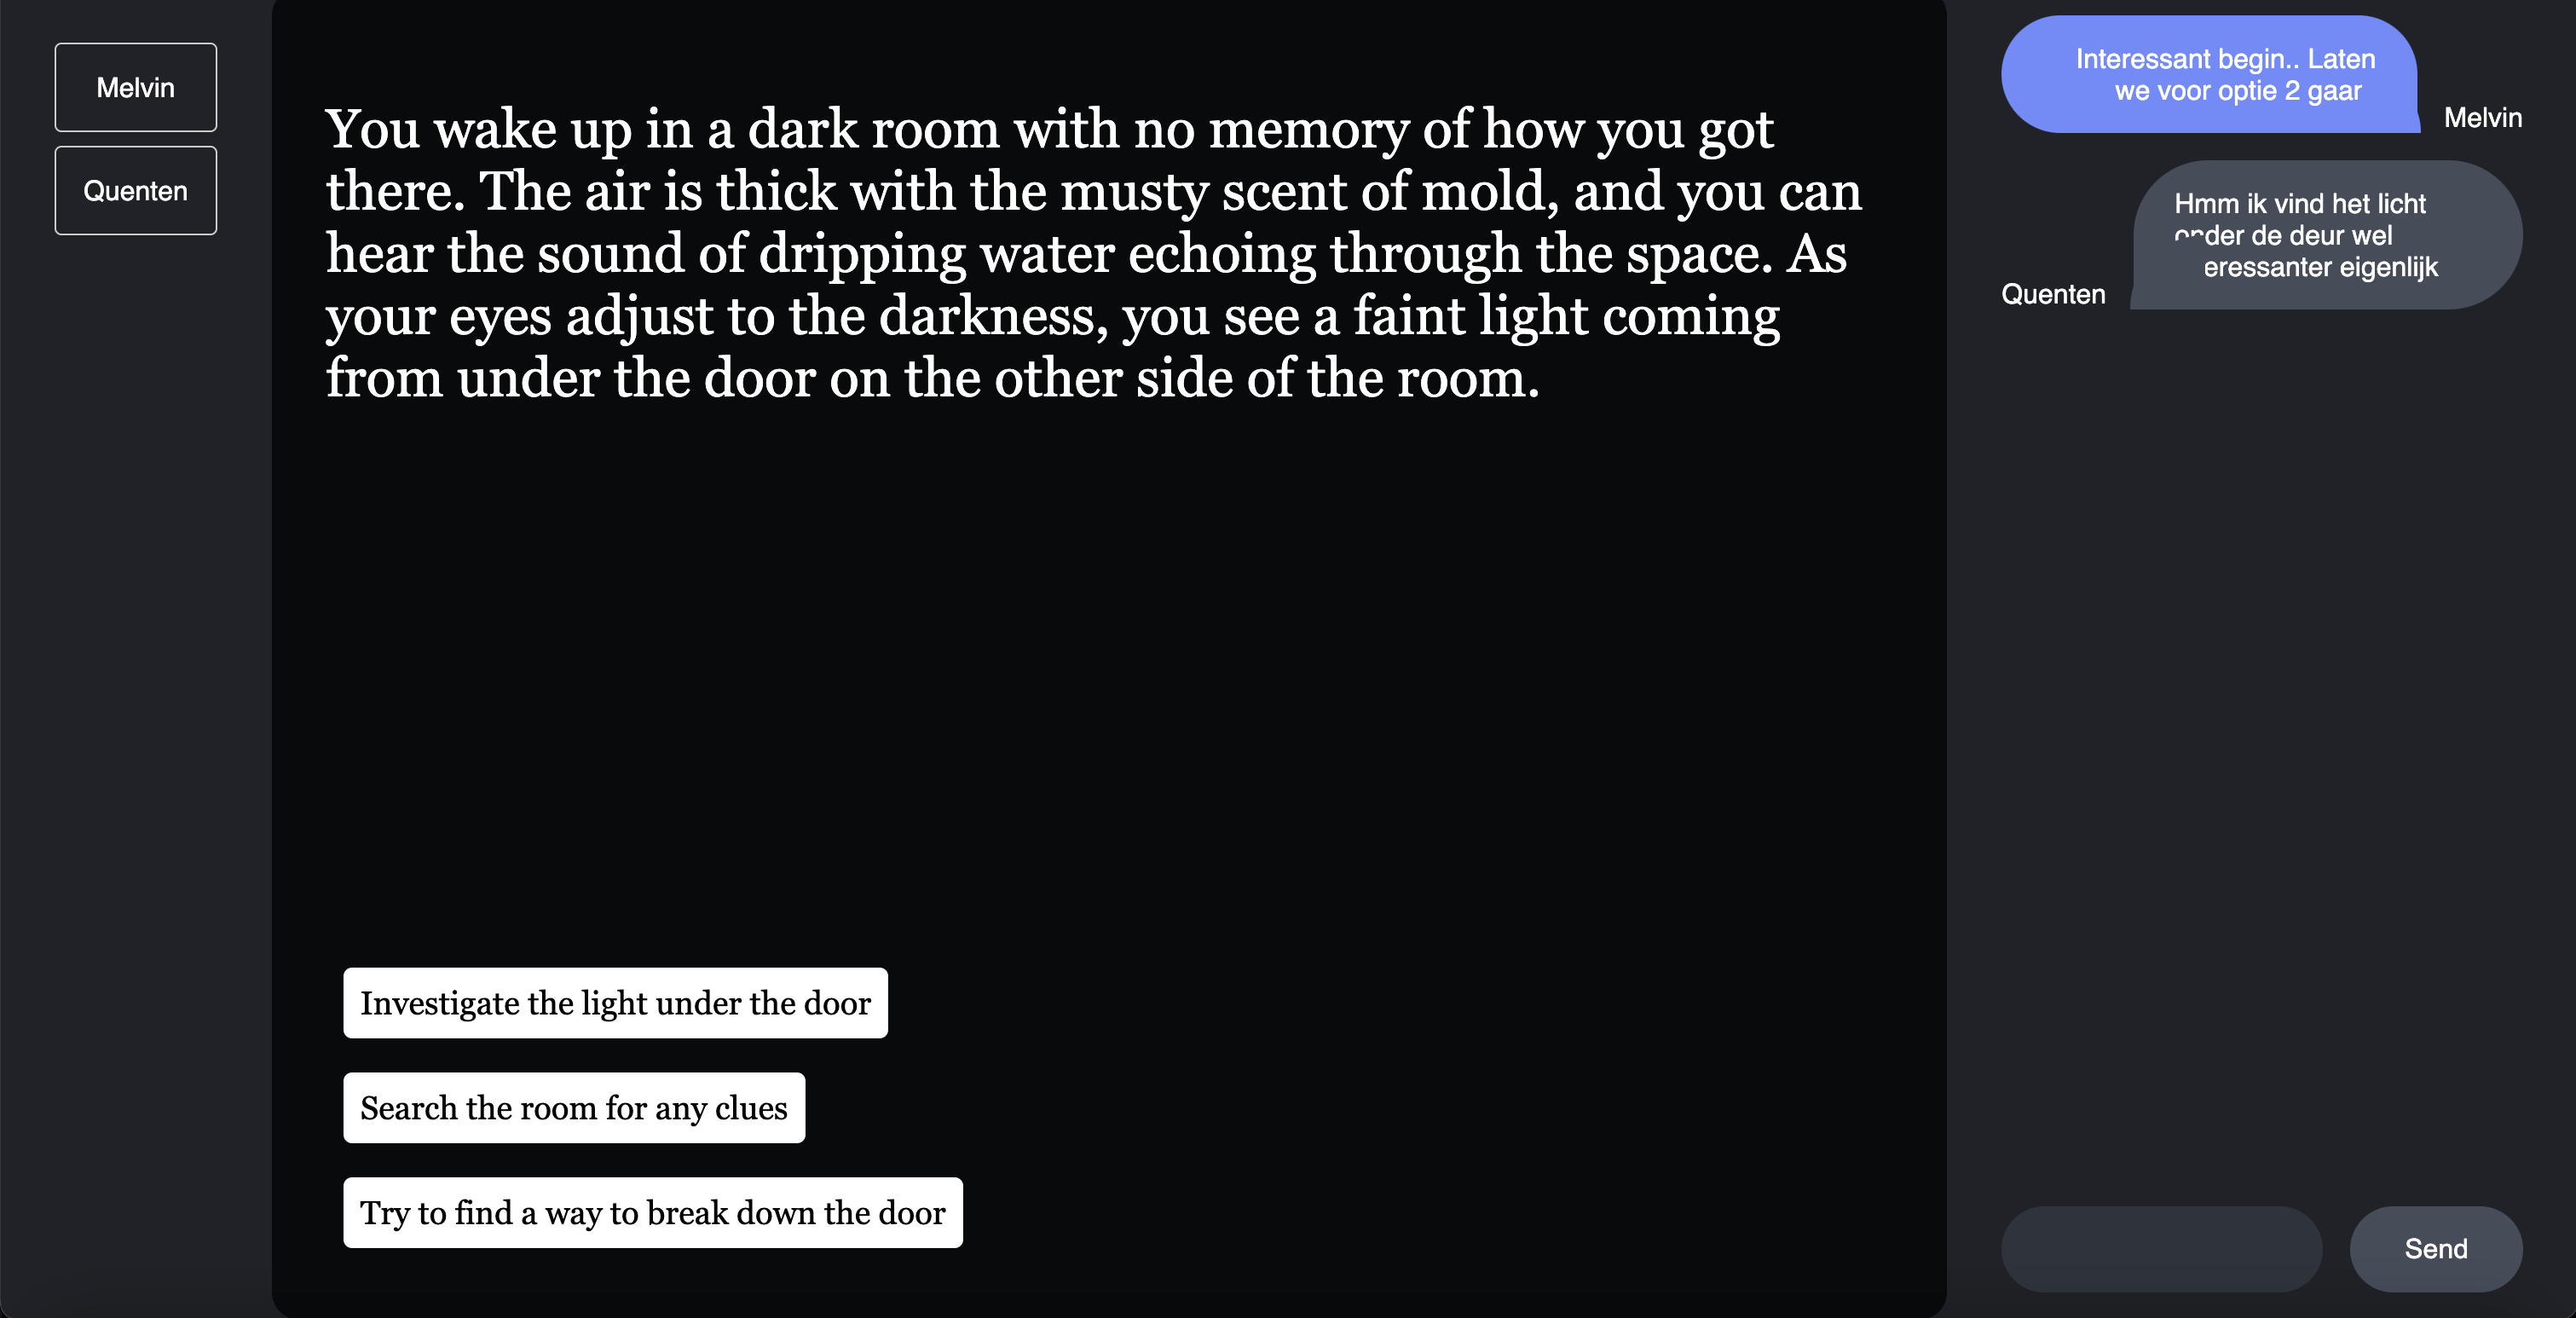 Melvin
Quenten
You wake up in a dark room with no memory of how you got
there. The air is thick with the musty scent of mold, and you can
hear the sound of dripping water echoing through the space. As
your eyes adjust to the darkness, you see a faint light coming
from under the door on the other side of the room.
Investigate the light under the door
Search the room for any clues
Try to find a way to break down the door
Interessant begin.. Laten
we voor optie 2 gaar
Melvin
Hmm ik vind het licht
onder de deur wel
eressanter eigenlijk
Quenten
Send